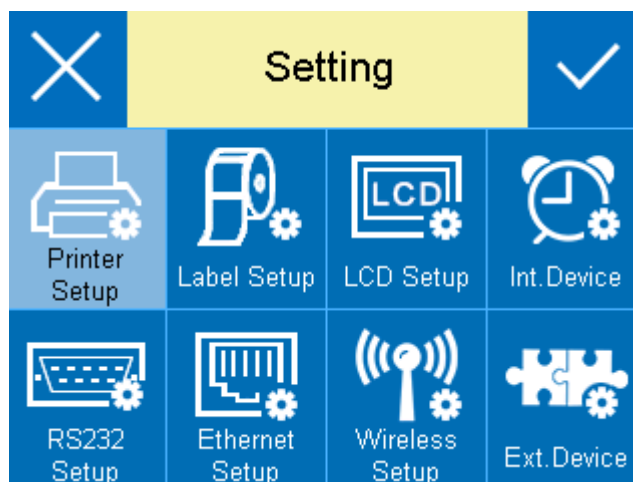 Setting
LCD
Printer
Setup
Label Setup
LCD Setup
Int.Device
RS232
Setup
Ethernet
Setup
Wireless
Setup
Ext.Device